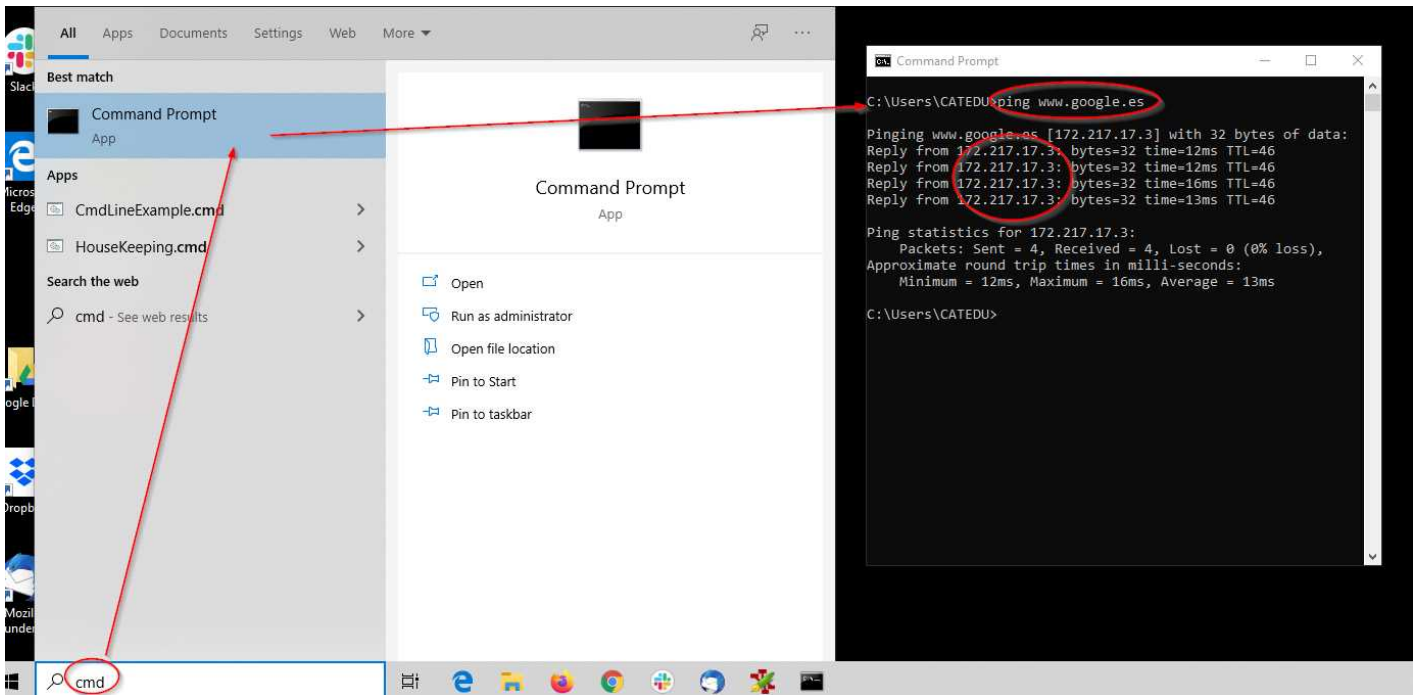 All Apps Documents Settings Web More
Best match
Command Prompt
App
Apps
CmdLineExample.cmd
HouseKeeping.cmd
Search the web
cmd - See web results
cmd
Command Prompt
App
Open
Run as administrator
Open file location
Pin to Start
Pin to taskbar
Command Prompt
C:\Users\CATEDU>ping www.google.es
Pinging www.google.es [172.217.17.3] with 32 bytes of data:
Reply from 172.217.17.3: bytes=32 time=12ms TTL=46
Reply from 172.217.17.3: bytes=32 time=12ms TTL=46
Reply from 172.217.17.3: bytes=32 time=16ms TTL=46
Reply from 172.217.17.3: bytes=32 time=13ms TTL=46
Ping statistics for 172.217.17.3:
Packets: Sent = 4, Received = 4, Lost = 0 (0% loss),
Approximate round trip times in milli-seconds:
Minimum = 12ms, Maximum = 16ms, Average = 13ms
C:\Users\CATEDU>
Edge